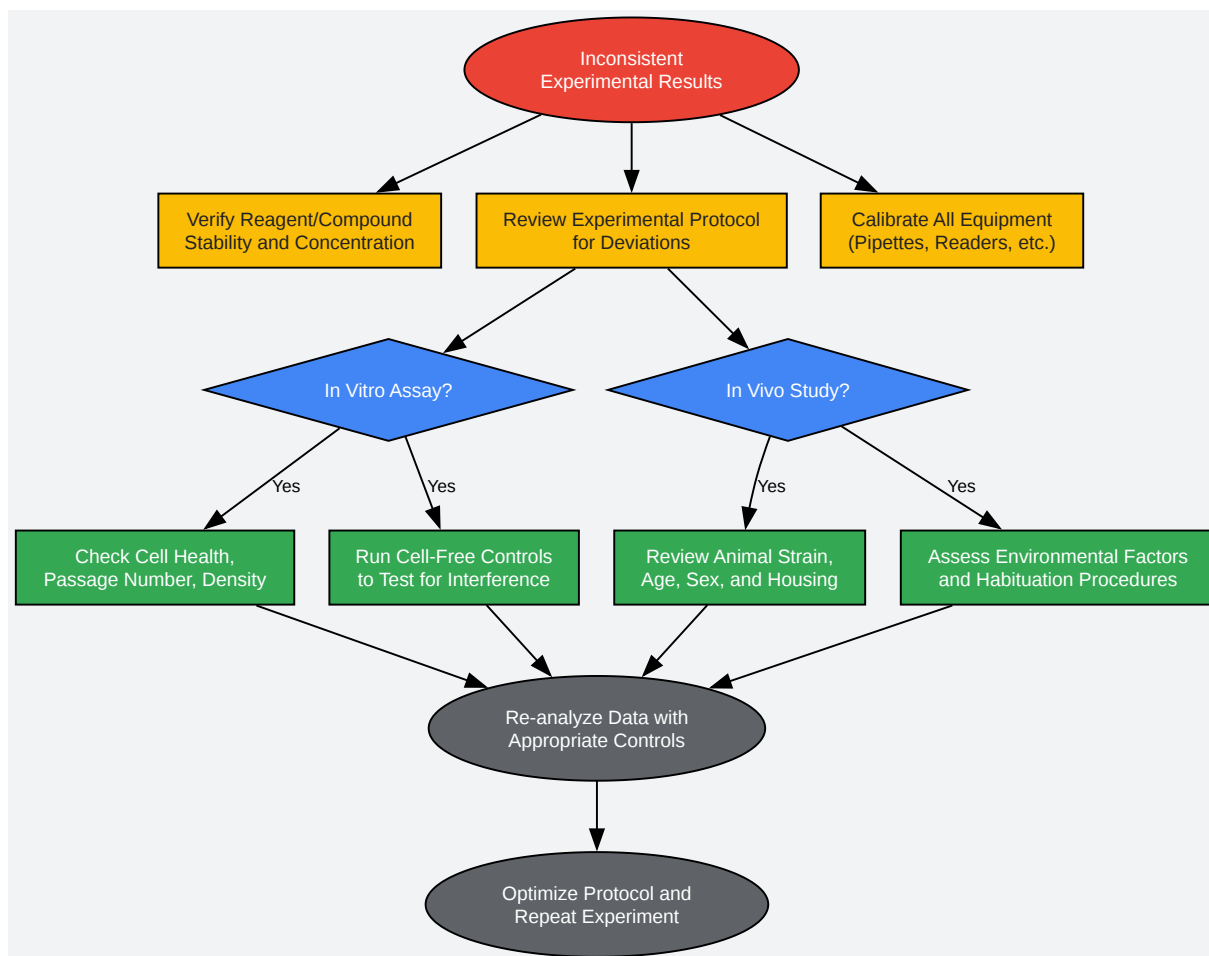 Inconsistent
Experimental Results
Verify Reagent/Compound
Stability and Concentration
Review Experimental Protocol
for Deviations
Calibrate All Equipment
(Pipettes, Readers, etc.)
In Vitro Assay?
In Vivo Study?
Yes
Yes
Yes
Yes
Check Cell Health,
Passage Number, Density
Run Cell-Free Controls
to Test for Interference
Review Animal Strain,
Age, Sex, and Housing
Assess Environmental Factors
and Habituation Procedures
Re-analyze Data with
Appropriate Controls
Optimize Protocol and
Repeat Experiment